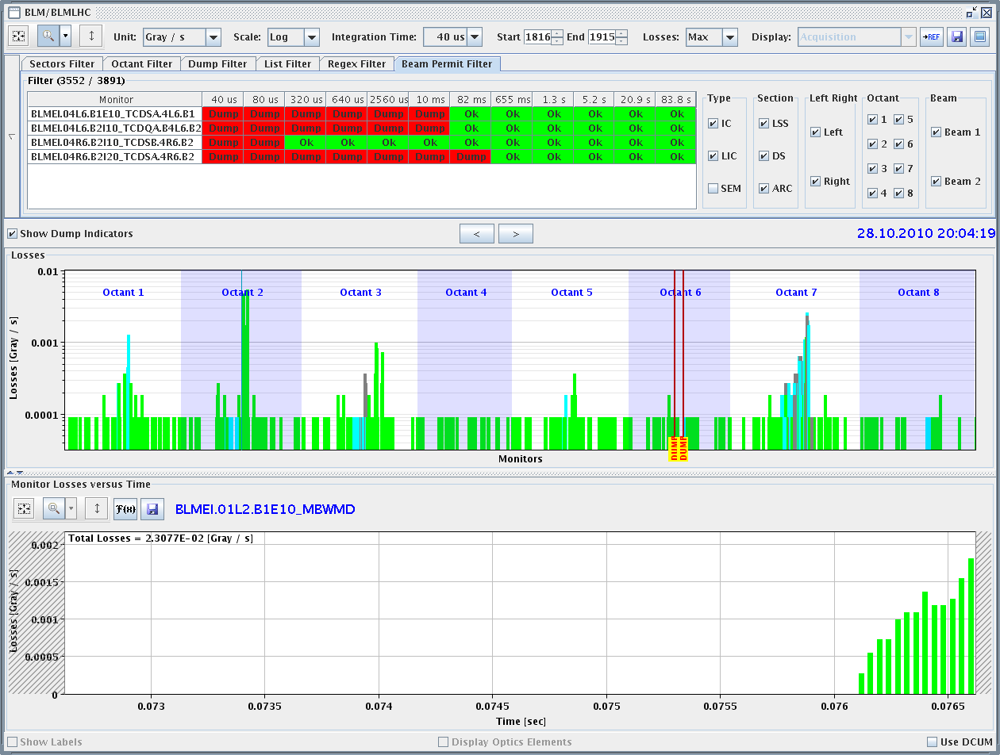 BLM/BLMLHC
Unit: Gray / s Scale: Log Integration Time: 40 us Start 1816 End 1915 Losses: Max Display: Acquisition →REF
Sectors Filter Octant Filter Dump Filter List Filter Regex Filter Beam Permit Filter
Filter (3552 / 3891)
Monitor 40 us 80 us 320 us 640 us 2560 us 10 ms 82 ms 655 ms 1.3 s 5.2 s 20.9 s 83.8 s
BLMEI.04L6.B1E10_TCDSA.4L6.B1 Dump Dump Dump Dump Dump Dump Ok Ok Ok Ok Ok Ok
BLMEI.04L6.B2I10_TCDQA.B4L6.B2 Dump Dump Dump Dump Dump Dump Ok Ok Ok Ok Ok Ok
BLMEI.04R6.B2I10_TCDSB.4R6.B2 Dump Dump Ok Ok Ok Ok Ok Ok Ok Ok Ok Ok
BLMEI.04R6.B2I20_TCDSA.4R6.B2 Dump Dump Dump Dump Dump Dump Dump Ok Ok Ok Ok Ok
Type Section Left Right Octant Beam
IC LSS Left 1 5 Beam 1
LIC DS 2 6
SEM ARC Right 3 7 Beam 2
4 8
Show Dump Indicators < > 28.10.2010 20:04:19
Losses
0.01
Octant 1 Octant 2 Octant 3 Octant 4 Octant 5 Octant 6 Octant 7 Octant 8
0.001
0.0001
Losses [Gray / s]
DUMP DUMP
Monitors
Monitor Losses versus Time
F(x) BLMEI.01L2.B1E10_MBWMD
Total Losses = 2.3077E-02 [Gray / s]
0.002
0.0015
0.001
0.0005
0
Losses [Gray / s]
0.073 0.0735 0.074 0.0745 0.075 0.0755 0.076 0.0765
Time [sec]
Show Labels Display Optics Elements Use DCUM